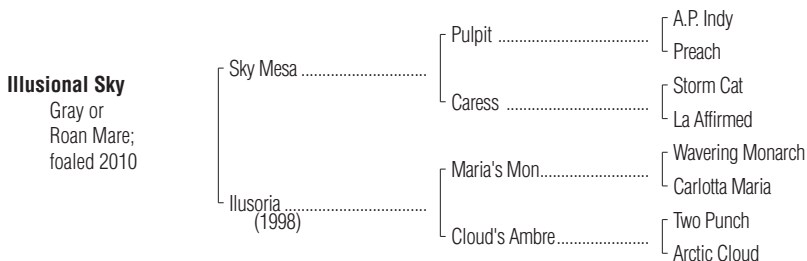 Illusional Sky
Gray or
Roan Mare;
foaled 2010
Sky Mesa
Ilusoria
(1998)
Pulpit
Caress
Maria's Mon
Cloud's Ambre
A.P. Indy
Preach
Storm Cat
La Affirmed
Wavering Monarch
Carlotta Maria
Two Punch
Arctic Cloud